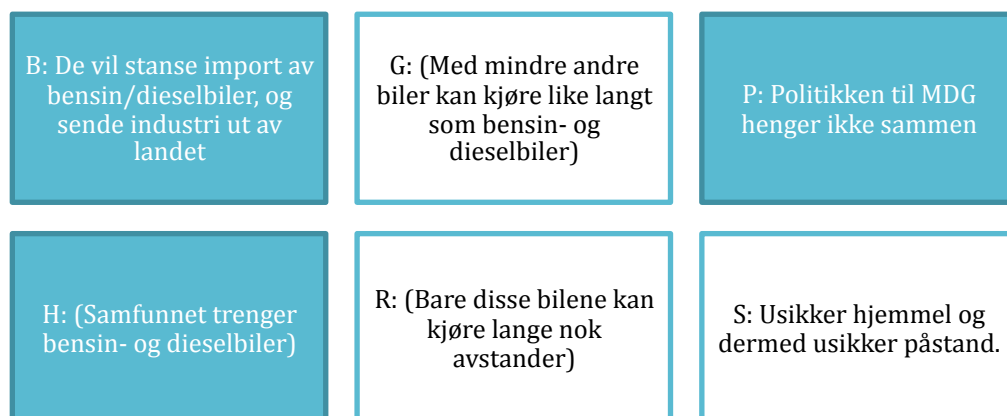 B: De vil stanse import av
bensin/dieselbiler, og
sende industri ut av
landet
G: (Med mindre andre
biler kan kjøre like langt
som bensin- og
dieselbiler)
P: Politikken til MDG
henger ikke sammen
H: (Samfunnet trenger
bensin- og dieselbiler)
R: (Bare disse bilene kan
kjøre lange nok
avstander)
S: Usikker hjemmel og
dermed usikker påstand.